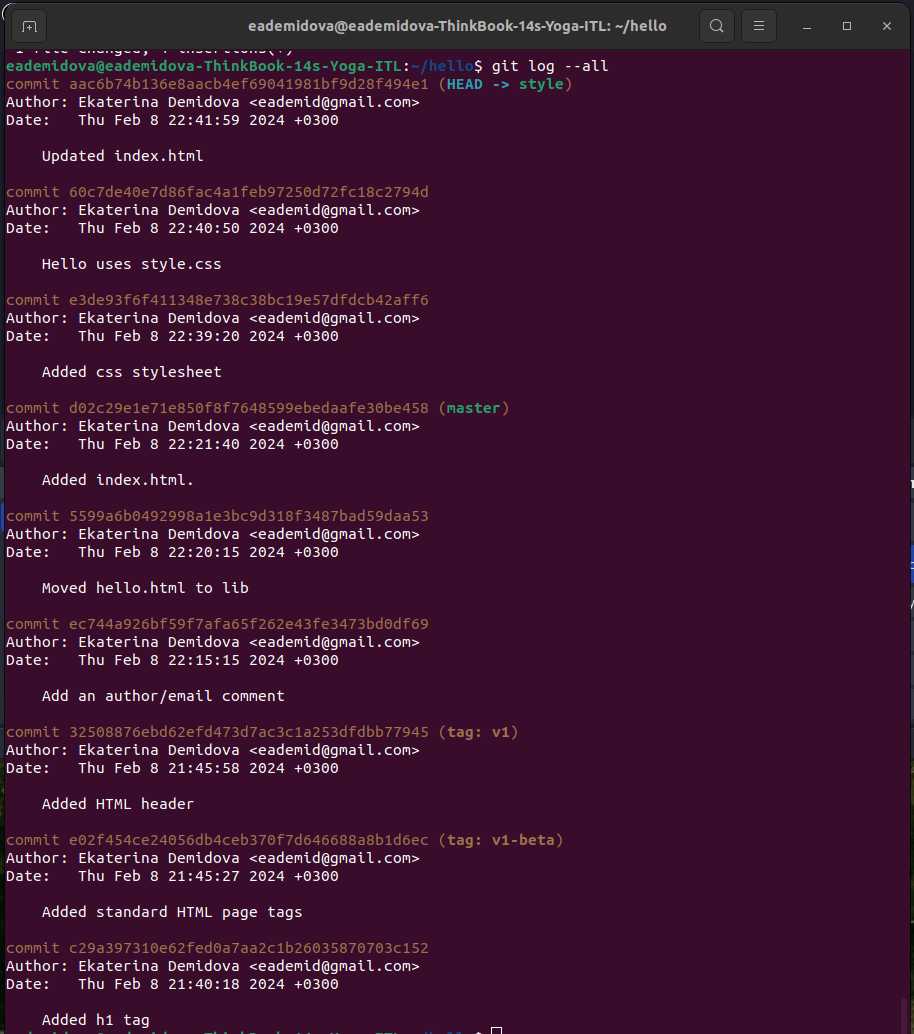 eademidova@eademidova-ThinkBook-14s-Yoga-ITL: ~/hello
1 file changed, 4 insertions(+)
eademidova@eademidova-ThinkBook-14s-Yoga-ITL:~/hello$ git log --all
commit aac6b74b136e8aacb4ef69041981bf9d28f494e1 (HEAD -> style)
Author: Ekaterina Demidova <eademid@gmail.com>
Date:   Thu Feb 8 22:41:59 2024 +0300
Updated index.html
commit 60c7de40e7d86fac4a1feb97250d72fc18c2794d
Author: Ekaterina Demidova <eademid@gmail.com>
Date:   Thu Feb 8 22:40:50 2024 +0300
Hello uses style.css
commit e3de93f6f411348e738c38bc19e57dfdcb42aff6
Author: Ekaterina Demidova <eademid@gmail.com>
Date:   Thu Feb 8 22:39:20 2024 +0300
Added css stylesheet
commit d02c29e1e71e850f8f7648599ebedaafe30be458 (master)
Author: Ekaterina Demidova <eademid@gmail.com>
Date:   Thu Feb 8 22:21:40 2024 +0300
Added index.html.
commit 5599a6b0492998a1e3bc9d318f3487bad59daa53
Author: Ekaterina Demidova <eademid@gmail.com>
Date:   Thu Feb 8 22:20:15 2024 +0300
Moved hello.html to lib
commit ec744a926bf59f7afa65f262e43fe3473bd0df69
Author: Ekaterina Demidova <eademid@gmail.com>
Date:   Thu Feb 8 22:15:15 2024 +0300
Add an author/email comment
commit 32508876ebd62efd473d7ac3c1a253dfdbb77945 (tag: v1)
Author: Ekaterina Demidova <eademid@gmail.com>
Date:   Thu Feb 8 21:45:58 2024 +0300
Added HTML header
commit e02f454ce24056db4ceb370f7d646688a8b1d6ec (tag: v1-beta)
Author: Ekaterina Demidova <eademid@gmail.com>
Date:   Thu Feb 8 21:45:27 2024 +0300
Added standard HTML page tags
commit c29a397310e62fed0a7aa2c1b26035870703c152
Author: Ekaterina Demidova <eademid@gmail.com>
Date:   Thu Feb 8 21:40:18 2024 +0300
Added h1 tag